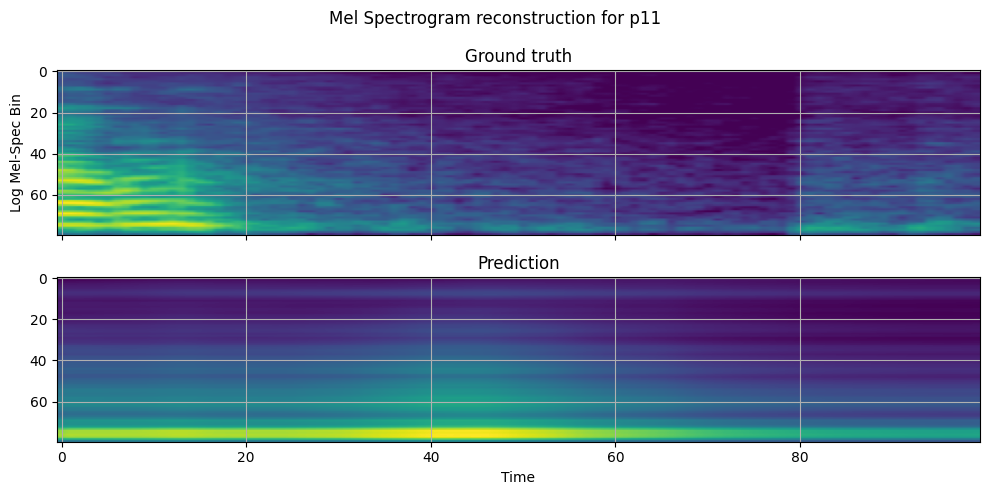 Mel Spectrogram reconstruction for p11
Ground truth
Log Mel-Spec Bin
0
20
40
60
Prediction
0
20
40
60
0 20 40 60 80
Time